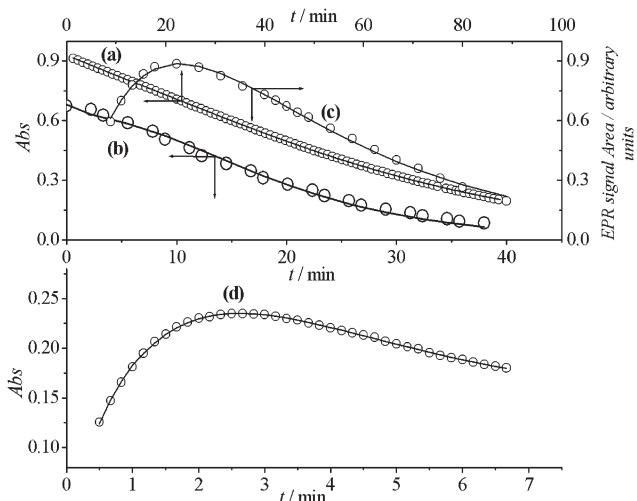 t / min
0 20 40 60 80 100
0.9 0.9
0.6 0.6
0.3 0.3
0.0 0.0
Abs
EPR signal Area / arbitrary
units
(a)
(b)
(c)
0 10 20 30 40
t / min
(d)
0.25
0.20
0.15
0.10
Abs
0 1 2 3 4 5 6 7
t / min